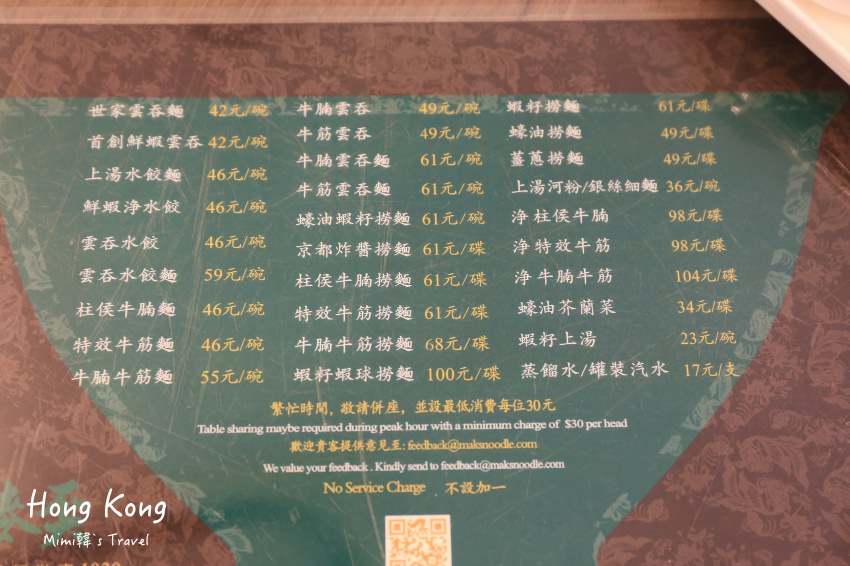 世家雲吞麵 42元/碗
首創鮮蝦雲吞 42元/碗
上湯水餃麵 46元/碗
鮮蝦淨水餃 46元/碗
雲吞水餃 46元/碗
雲吞水餃麵 59元/碗
柱侯牛腩麵 46元/碗
特效牛筋麵 46元/碗
牛腩牛筋麵 55元/碗
牛腩雲吞 49元/碗
牛筋雲吞 49元/碗
牛腩雲吞麵 61元/碗
牛筋雲吞麵 61元/碗
蠔油蝦籽撈麵 61元/碗
京都炸醬撈麵 61元/碟
柱侯牛腩撈麵 61元/碟
特效牛筋撈麵 61元/碟
牛腩牛筋撈麵 68元/碟
蝦籽蝦球撈麵 100元/碟
蝦籽撈麵 61元/碟
蠔油撈麵 49元/碟
薑蔥撈麵 49元/碟
上湯河粉/銀絲細麵 36元/碗
淨柱侯牛腩 98元/碟
淨特效牛筋 98元/碟
淨牛腩牛筋 104元/碟
蠔油芥蘭菜 34元/碟
蝦籽上湯 23元/碗
蒸餾水/罐裝汽水 17元/支
繁忙時間, 敬請併座, 並設最低消費每位30元
Table sharing maybe required during peak hour with a minimum charge of $30 per head
歡迎貴客提供意見至: feedback@maksnoodle.com
We value your feedback . Kindly send to feedback@maksnoodle.com
No Service Charge . 不設加一
Hong Kong
Mimi韓's Travel